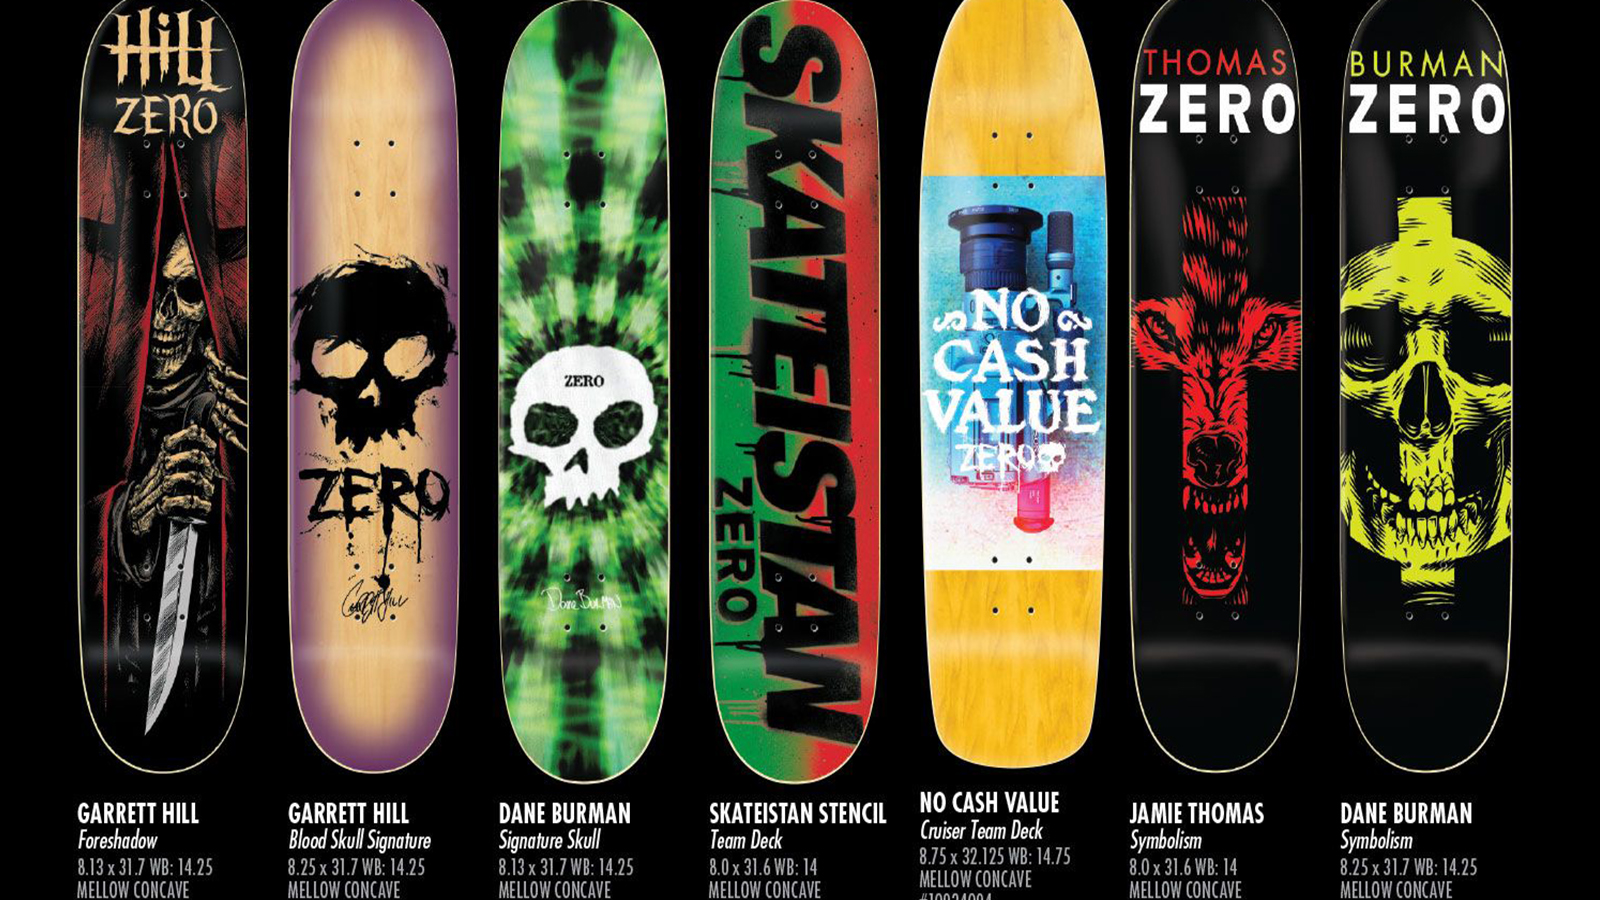 Hill
ZERO
ZERO
Garrett Hill
ZERO
Dane Burman
SKATEISTAN
ZERO
NO
CASH
VALUE
ZERO
THOMAS
ZERO
BURMAN
ZERO
GARRETT HILL
Foreshadow
8.13 x 31.7 WB: 14.25
MELLOW CONCAVE
GARRETT HILL
Blood Skull Signature
8.25 x 31.7 WB: 14.25
MELLOW CONCAVE
DANE BURMAN
Signature Skull
8.13 x 31.7 WB: 14.25
MELLOW CONCAVE
SKATEISTAN STENCIL
Team Deck
8.0 x 31.6 WB: 14
MELLOW CONCAVE
NO CASH VALUE
Cruiser Team Deck
8.75 x 32.125 WB: 14.75
MELLOW CONCAVE
JAMIE THOMAS
Symbolism
8.0 x 31.6 WB: 14
MELLOW CONCAVE
DANE BURMAN
Symbolism
8.25 x 31.7 WB: 14.25
MELLOW CONCAVE